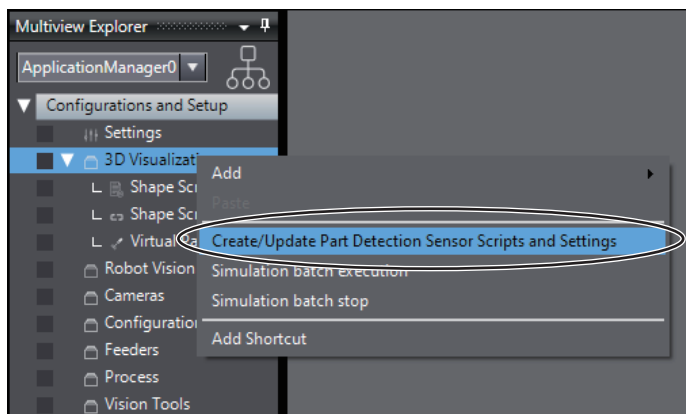 Multiview Explorer
ApplicationManager0
Configurations and Setup
Settings
3D Visualizati
Shape Scr
Shape Scr
Virtual Pa
Robot Vision
Cameras
Configuration
Feeders
Process
Vision Tools
Add
Paste
Create/Update Part Detection Sensor Scripts and Settings
Simulation batch execution
Simulation batch stop
Add Shortcut